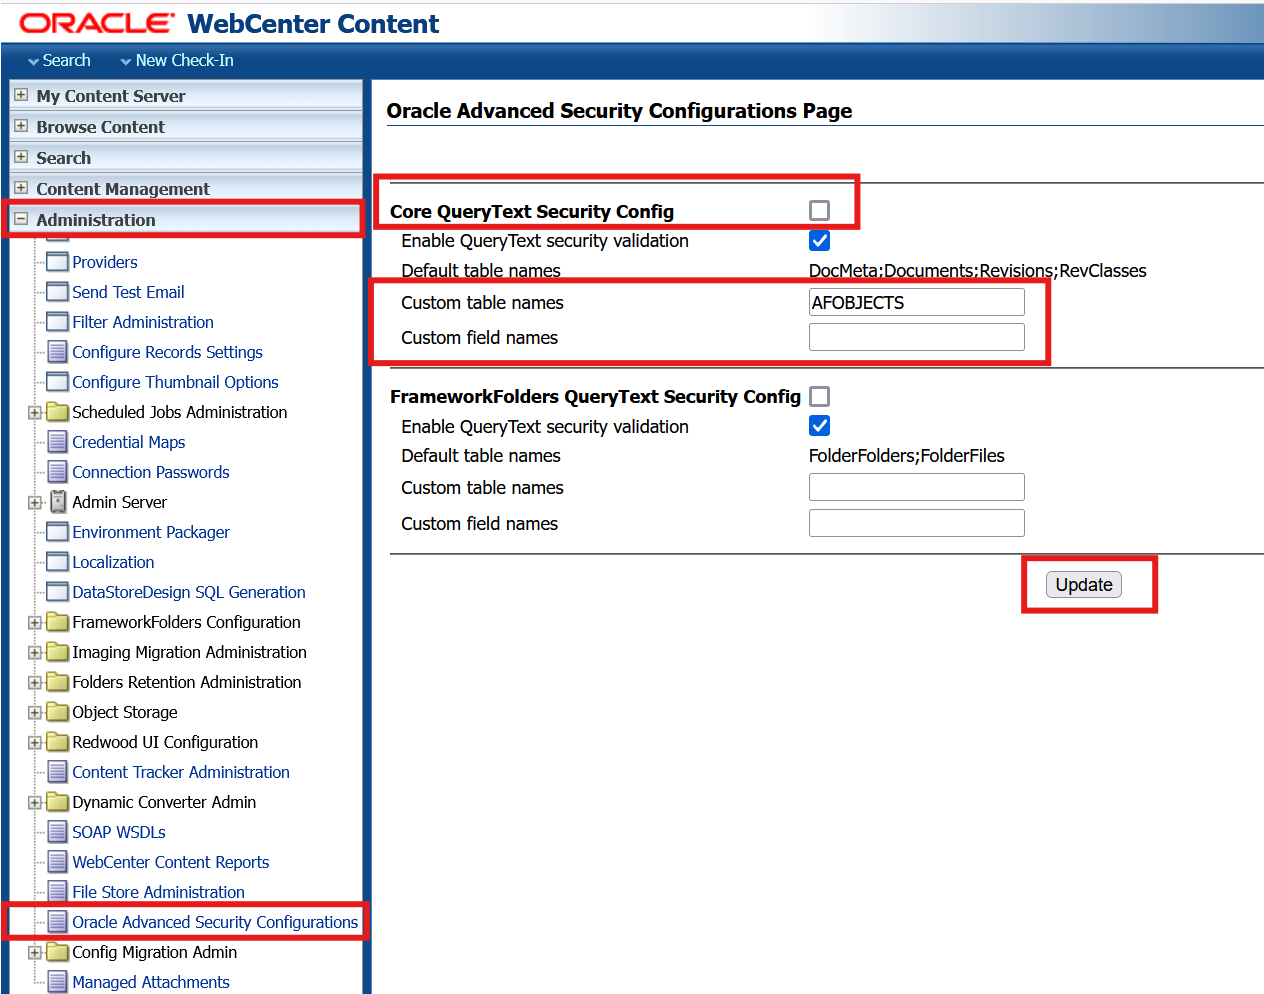 ORACLE WebCenter Content
Search New Check-In
My Content Server
Browse Content
Search
Content Management
Administration
Providers
Send Test Email
Filter Administration
Configure Records Settings
Configure Thumbnail Options
Scheduled Jobs Administration
Credential Maps
Connection Passwords
Admin Server
Environment Packager
Localization
DataStoreDesign SQL Generation
FrameworkFolders Configuration
Imaging Migration Administration
Folders Retention Administration
Object Storage
Redwood UI Configuration
Content Tracker Administration
Dynamic Converter Admin
SOAP WSDLs
WebCenter Content Reports
File Store Administration
Oracle Advanced Security Configurations
Config Migration Admin
Managed Attachments
Oracle Advanced Security Configurations Page
Core QueryText Security Config
Enable QueryText security validation
Default table names DocMeta;Documents;Revisions;RevClasses
Custom table names AFOBJECTS
Custom field names
FrameworkFolders QueryText Security Config
Enable QueryText security validation
Default table names FolderFolders;FolderFiles
Custom table names
Custom field names
Update